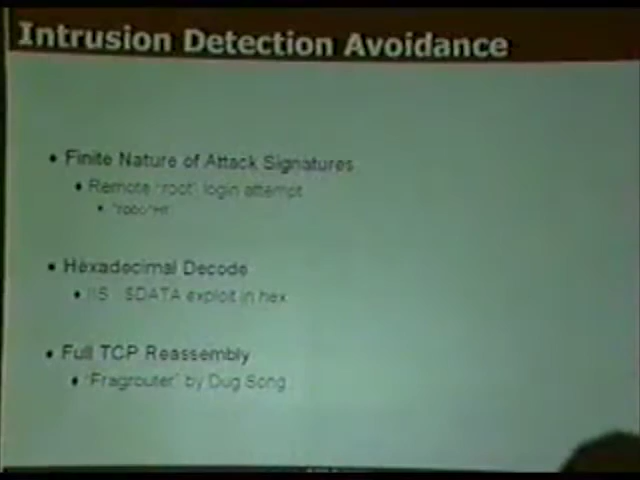 Intrusion Detection Avoidance
• Finite Nature of Attack Signatures
• Remote "root" login attempt
• Hexadecimal Decode
• IIS $DATA exploit in hex
• Full TCP Reassembly
• "Fragrouter" by Dug Song